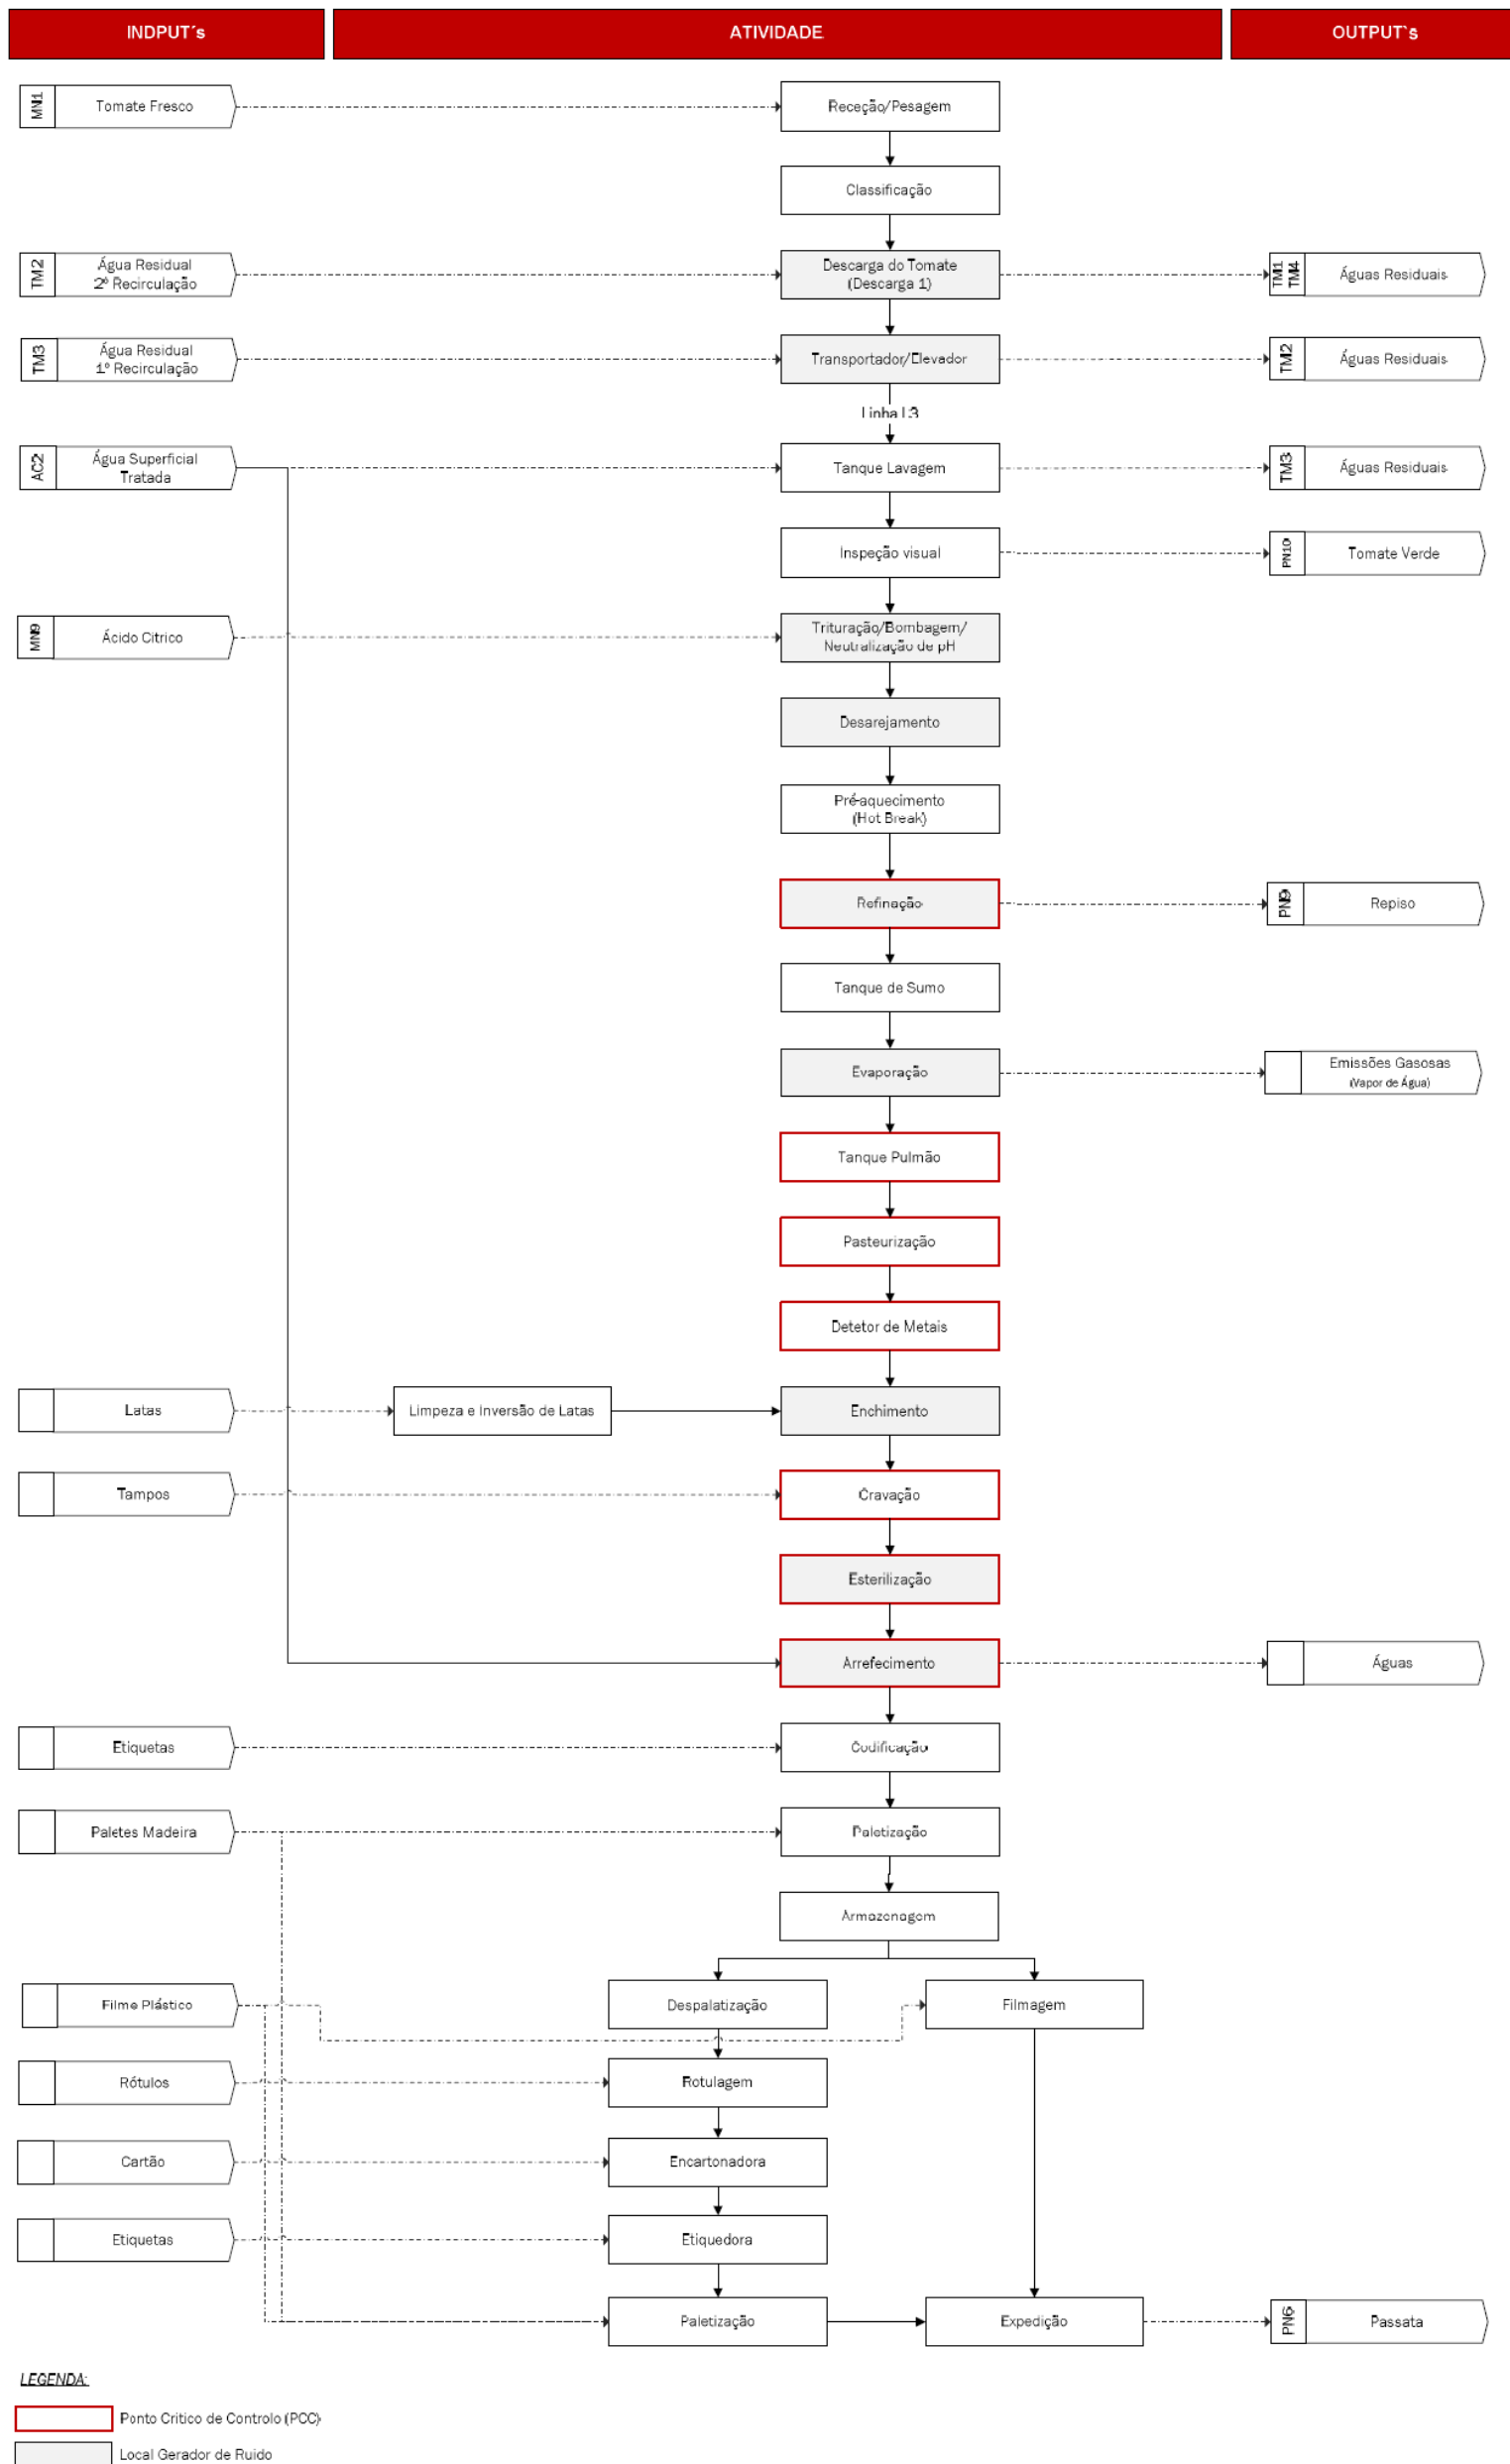 INDPUT´s
ATIVIDADE
OUTPUT`s
MN1
Tomate Fresco
Receção/Pesagem
Classificação
TM2
Água Residual
2º Recirculação
Descarga do Tomate
(Descarga 1)
TM1
TM4
Águas Residuais
TM3
Água Residual
1º Recirculação
Transportador/Elevador
TM2
Águas Residuais
Linha L3
AC2
Água Superficial
Tratada
Tanque Lavagem
TM3
Águas Residuais
Inspeção visual
PN10
Tomate Verde
MN9
Ácido Citrico
Trituração/Bombagem/
Neutralização de pH
Desarejamento
Pré-aquecimento
(Hot Break)
Refinação
PN9
Repiso
Tanque de Sumo
Evaporação
Emissões Gasosas
(Vapor de Água)
Tanque Pulmão
Pasteurização
Detetor de Metais
Latas
Limpeza e Inversão de Latas
Enchimento
Tampos
Cravação
Esterilização
Arrefecimento
Águas
Etiquetas
Codificação
Paletes Madeira
Paletização
Armazenagem
Filme Plástico
Despalatização
Filmagem
Rótulos
Rotulagem
Cartão
Encartonadora
Etiquetas
Etiquedora
Paletização
Expedição
PN6
Passata
LEGENDA:
Ponto Critico de Controlo (PCC)
Local Gerador de Ruido